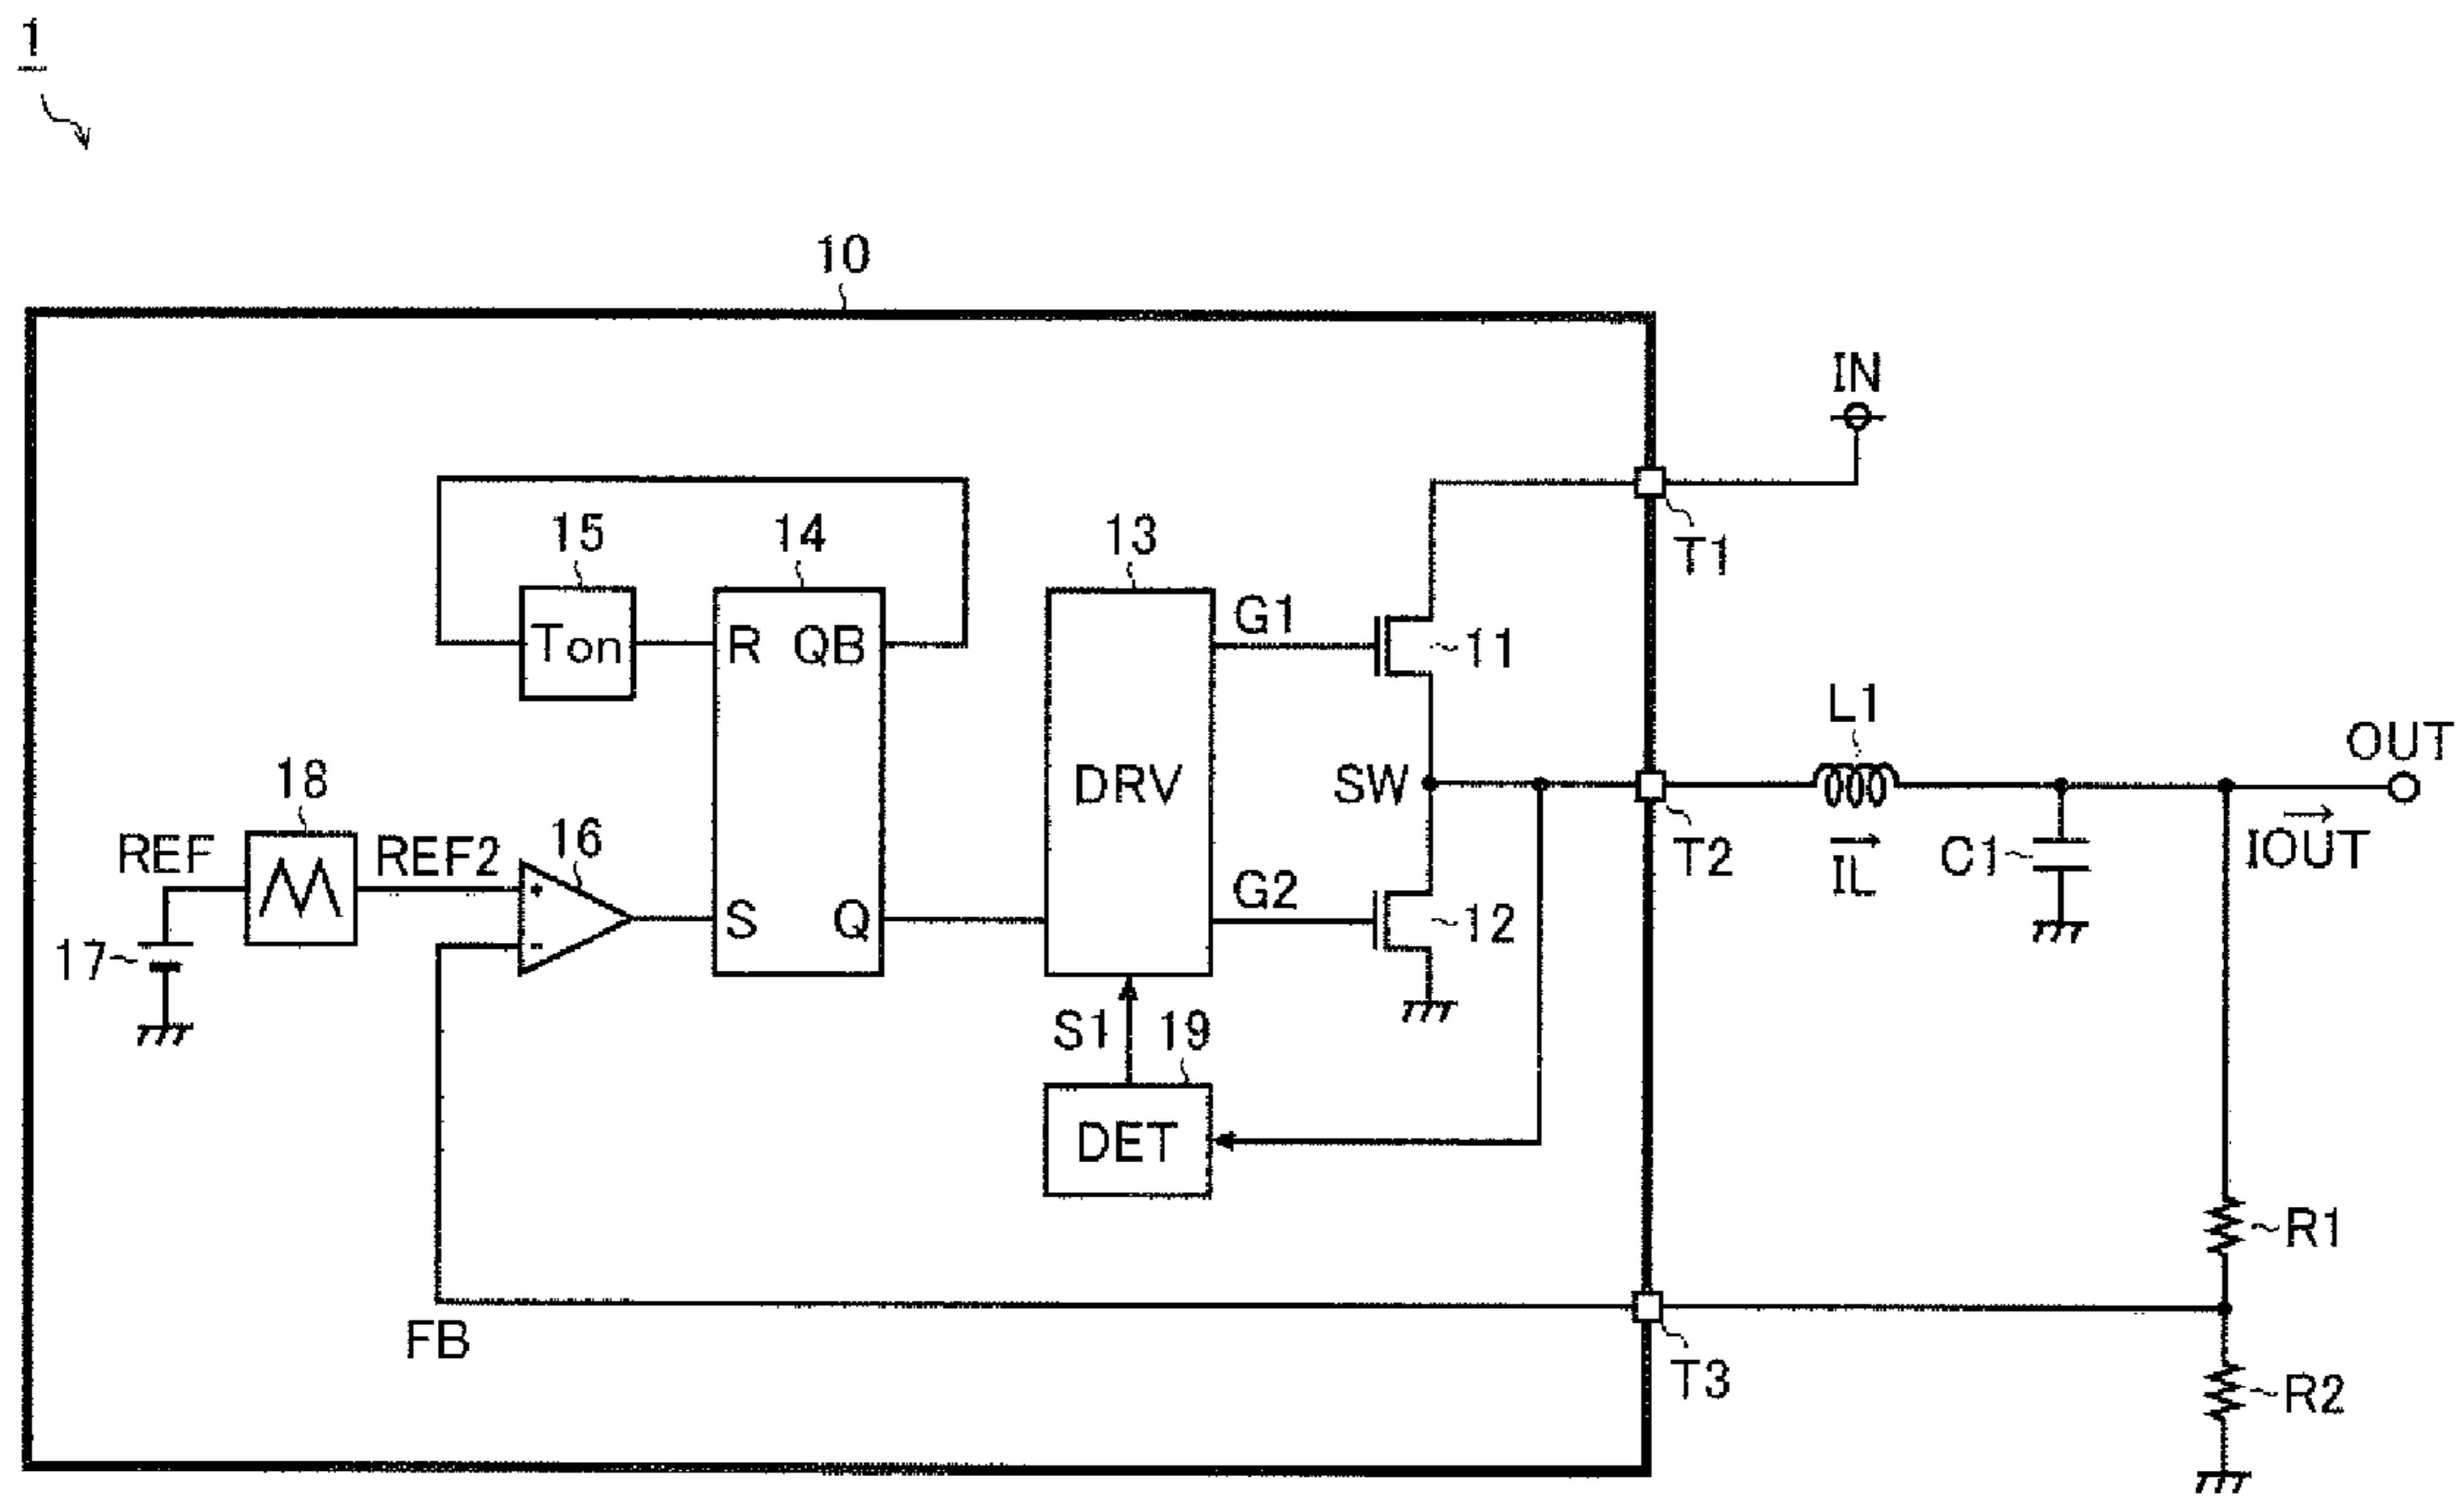 1
10
IN
T1
15
14
13
Ton
R
QB
G1
11
L1
OUT
18
DRV
SW
T2
IL
C1
IOUT
REF
REF2
16
+
-
S
Q
G2
12
17
S1
19
DET
R1
FB
T3
R2